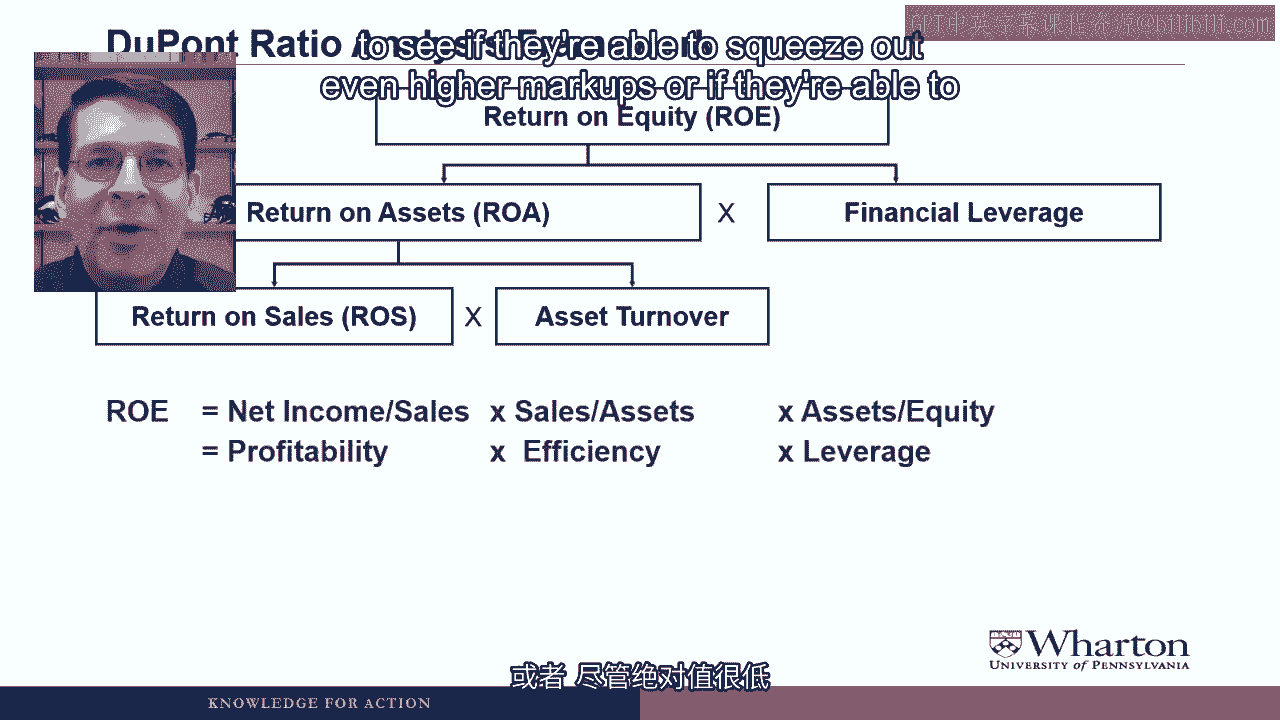 DuPont Ratio Analysis
to see if they're able to squeeze out
even higher markups or if they're able to
Return on Equity (ROE)
Return on Assets (ROA) X Financial Leverage
Return on Sales (ROS) X Asset Turnover
ROE = Net Income/Sales x Sales/Assets x Assets/Equity
= Profitability x Efficiency x Leverage
Wharton
UNIVERSITY of PENNSYLVANIA
或者 尽管绝对值很低
KNOWLEDGE FOR ACTION